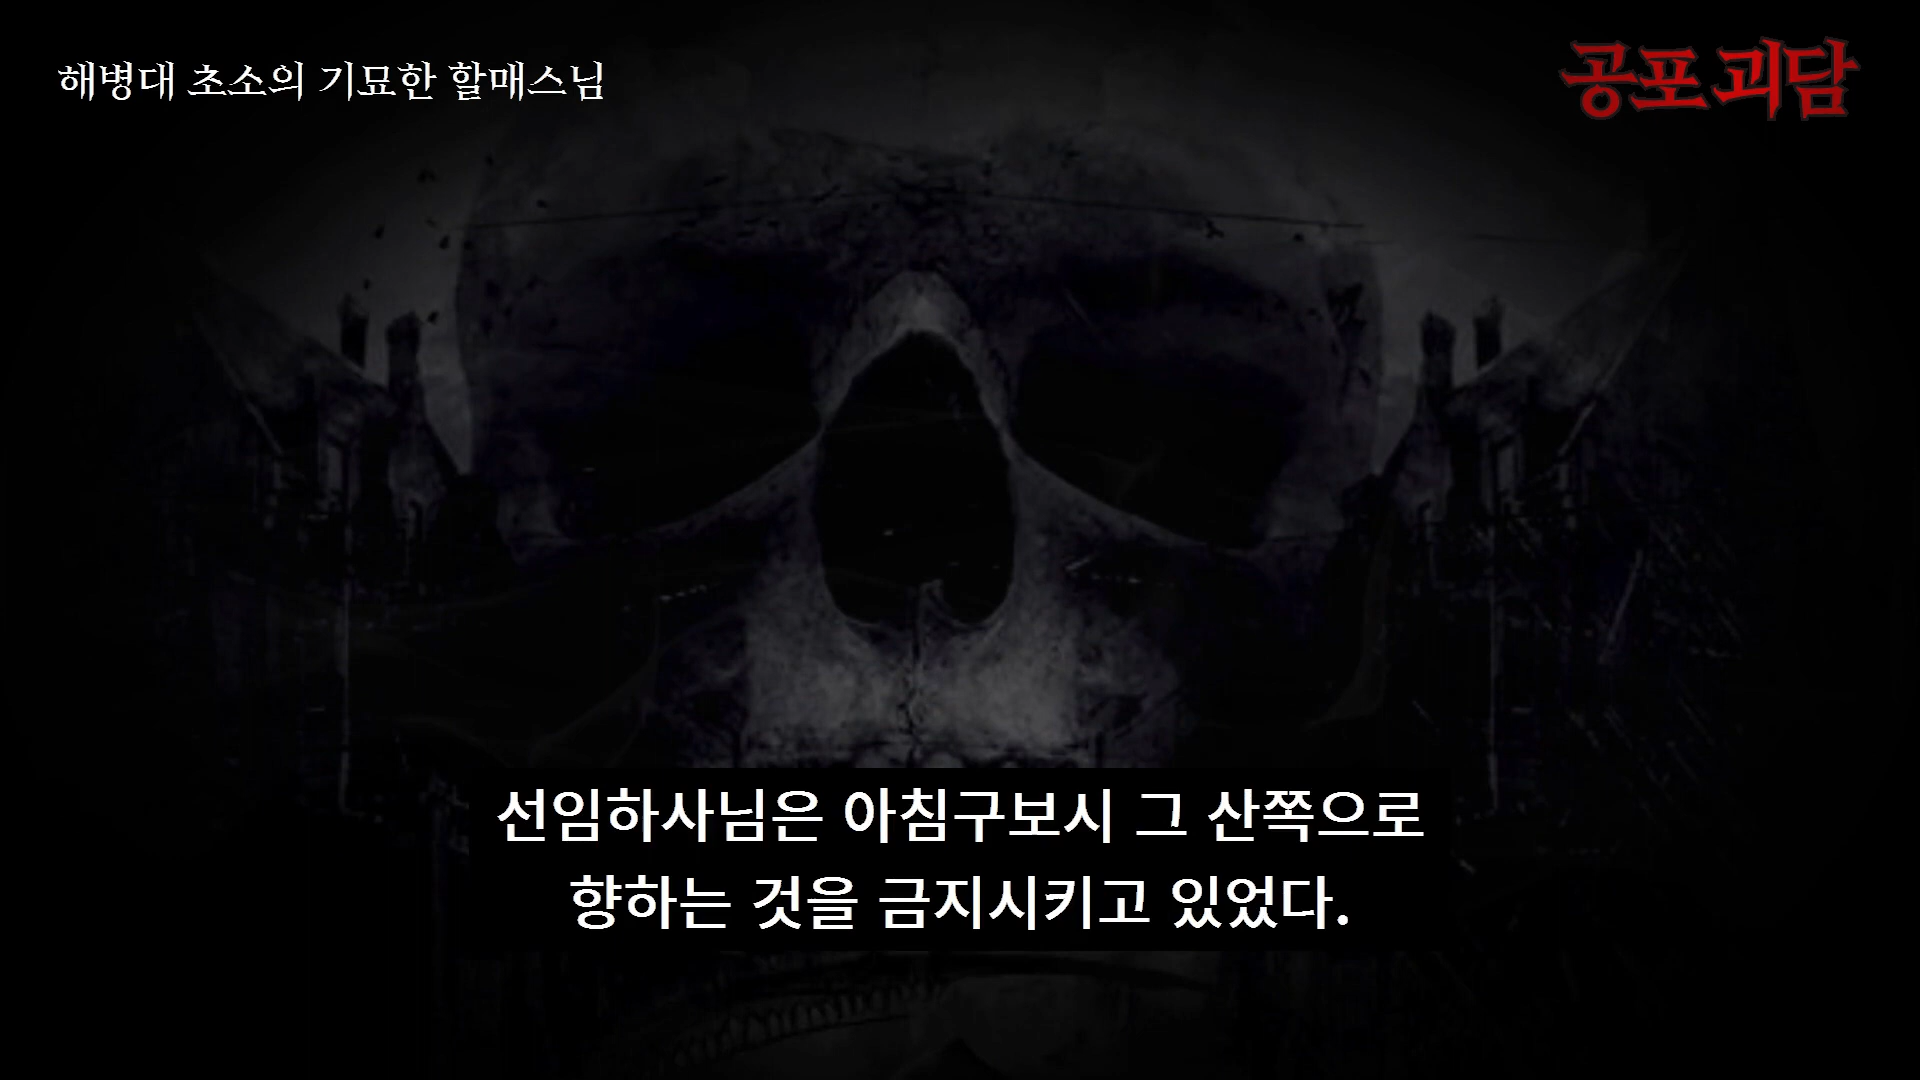 해병대 초소의 기묘한 할매스님
공포괴담
선임하사님은 아침구보시 그 산쪽으로
향하는 것을 금지시키고 있었다.